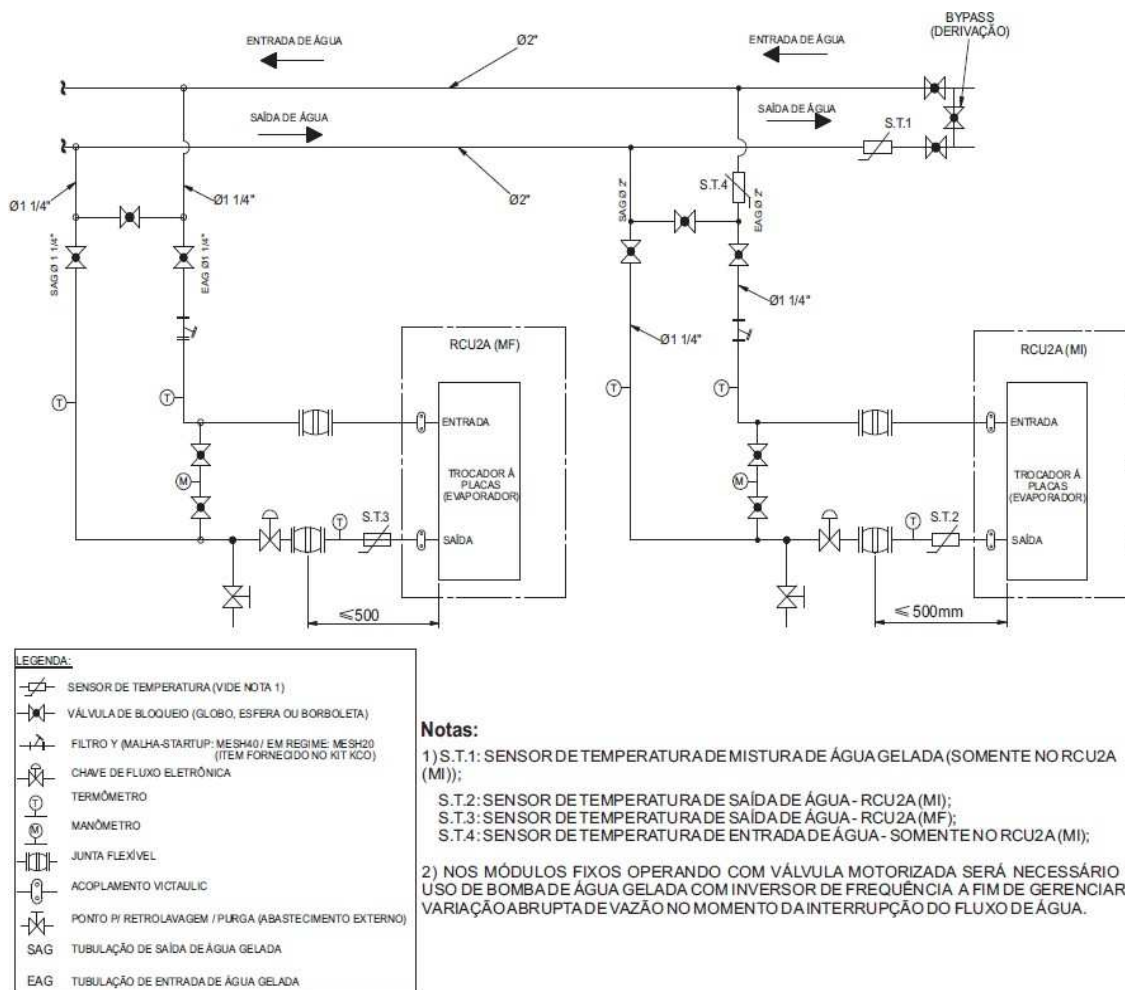 BYPASS
(DERIVAÇÃO)
ENTRADA DE ÁGUA
Ø2"
ENTRADA DE ÁGUA
SAÍDA DE ÁGUA
SAÍDA DE ÁGUA
S.T.1
Ø1 1/4"
Ø1 1/4"
Ø2"
S.T.4
SAG Ø 2"
EAG Ø 2"
SAG Ø 1 1/4"
EAG Ø1 1/4"
Ø1 1/4"
Ø1 1/4"
RCU2A (MF)
RCU2A (MI)
T
T
T
T
ENTRADA
ENTRADA
TROCADOR Á
PLACAS
(EVAPORADOR)
TROCADOR Á
PLACAS
(EVAPORADOR)
M
M
S.T.3
T
SAÍDA
S.T.2
T
SAÍDA
≤500
≤ 500mm
LEGENDA:
SENSOR DE TEMPERATURA (VIDE NOTA 1)
VÁLVULA DE BLOQUEIO (GLOBO, ESFERA OU BORBOLETA)
FILTRO Y (MALHA-STARTUP: MESH40 / EM REGIME: MESH20
(ITEM FORNECIDO NO KIT KCO)
CHAVE DE FLUXO ELETRÔNICA
T TERMÔMETRO
M MANÔMETRO
JUNTA FLEXÍVEL
ACOPLAMENTO VICTAULIC
PONTO P/ RETROLAVAGEM / PURGA (ABASTECIMENTO EXTERNO)
SAG TUBULAÇÃO DE SAÍDA DE ÁGUA GELADA
EAG TUBULAÇÃO DE ENTRADA DE ÁGUA GELADA
Notas:
1) S.T.1: SENSOR DE TEMPERATURA DE MISTURA DE ÁGUA GELADA (SOMENTE NO RCU2A
(MI));
S.T.2: SENSOR DE TEMPERATURA DE SAÍDA DE ÁGUA - RCU2A (MI);
S.T.3: SENSOR DE TEMPERATURA DE SAÍDA DE ÁGUA - RCU2A (MF);
S.T.4: SENSOR DE TEMPERATURA DE ENTRADA DE ÁGUA - SOMENTE NO RCU2A (MI);
2) NOS MÓDULOS FIXOS OPERANDO COM VÁLVULA MOTORIZADA SERÁ NECESSÁRIO
USO DE BOMBA DE ÁGUA GELADA COM INVERSOR DE FREQUÊNCIA A FIM DE GERENCIAR
VARIAÇÃO ABRUPTA DE VAZÃO NO MOMENTO DA INTERRUPÇÃO DO FLUXO DE ÁGUA.